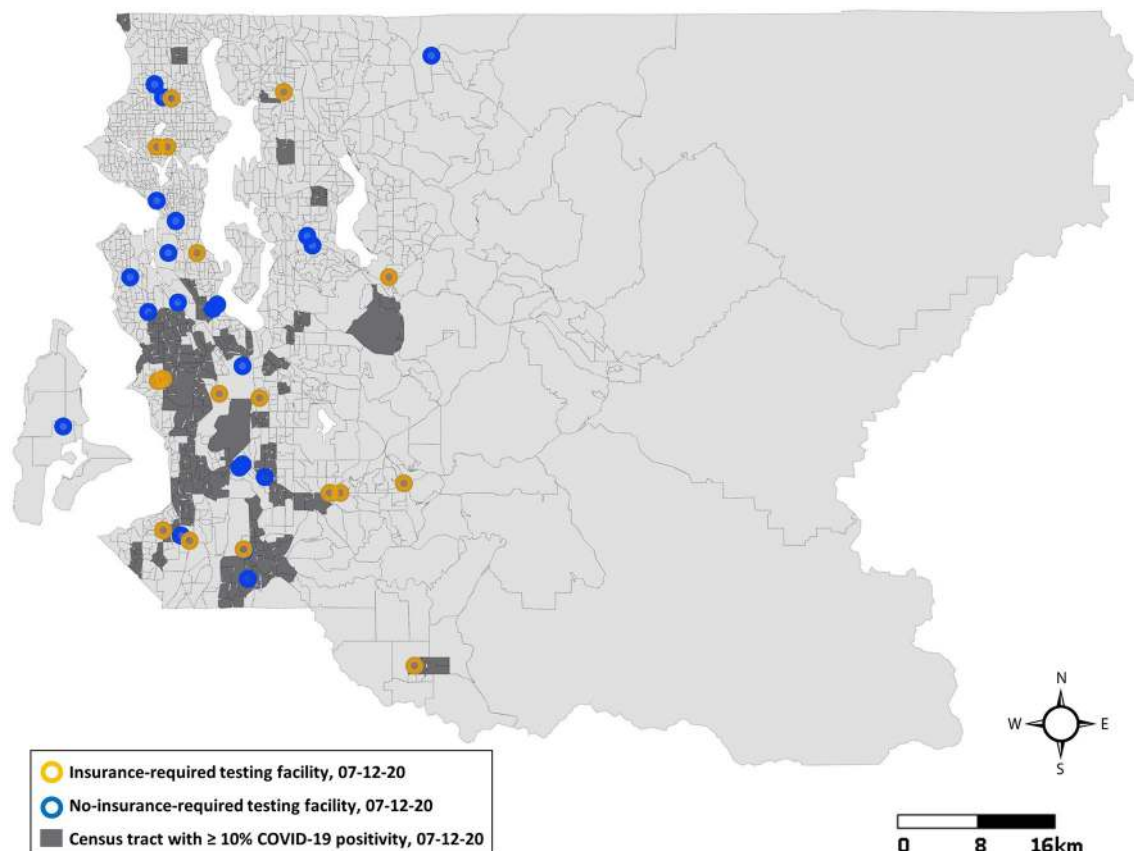 N
W E
S
Insurance-required testing facility, 07-12-20
No-insurance-required testing facility, 07-12-20
Census tract with ≥ 10% COVID-19 positivity, 07-12-20
0 8 16km